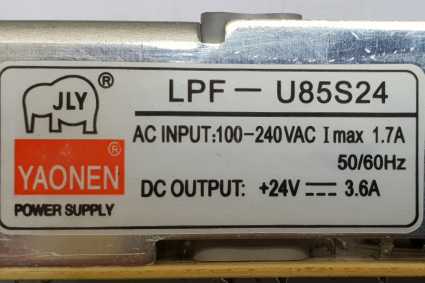 JLY ®
LPF — U85S24
AC INPUT:100-240VAC I max 1.7A
50/60Hz
YAONEN ®
POWER SUPPLY
DC OUTPUT: +24V ⎓ 3.6A